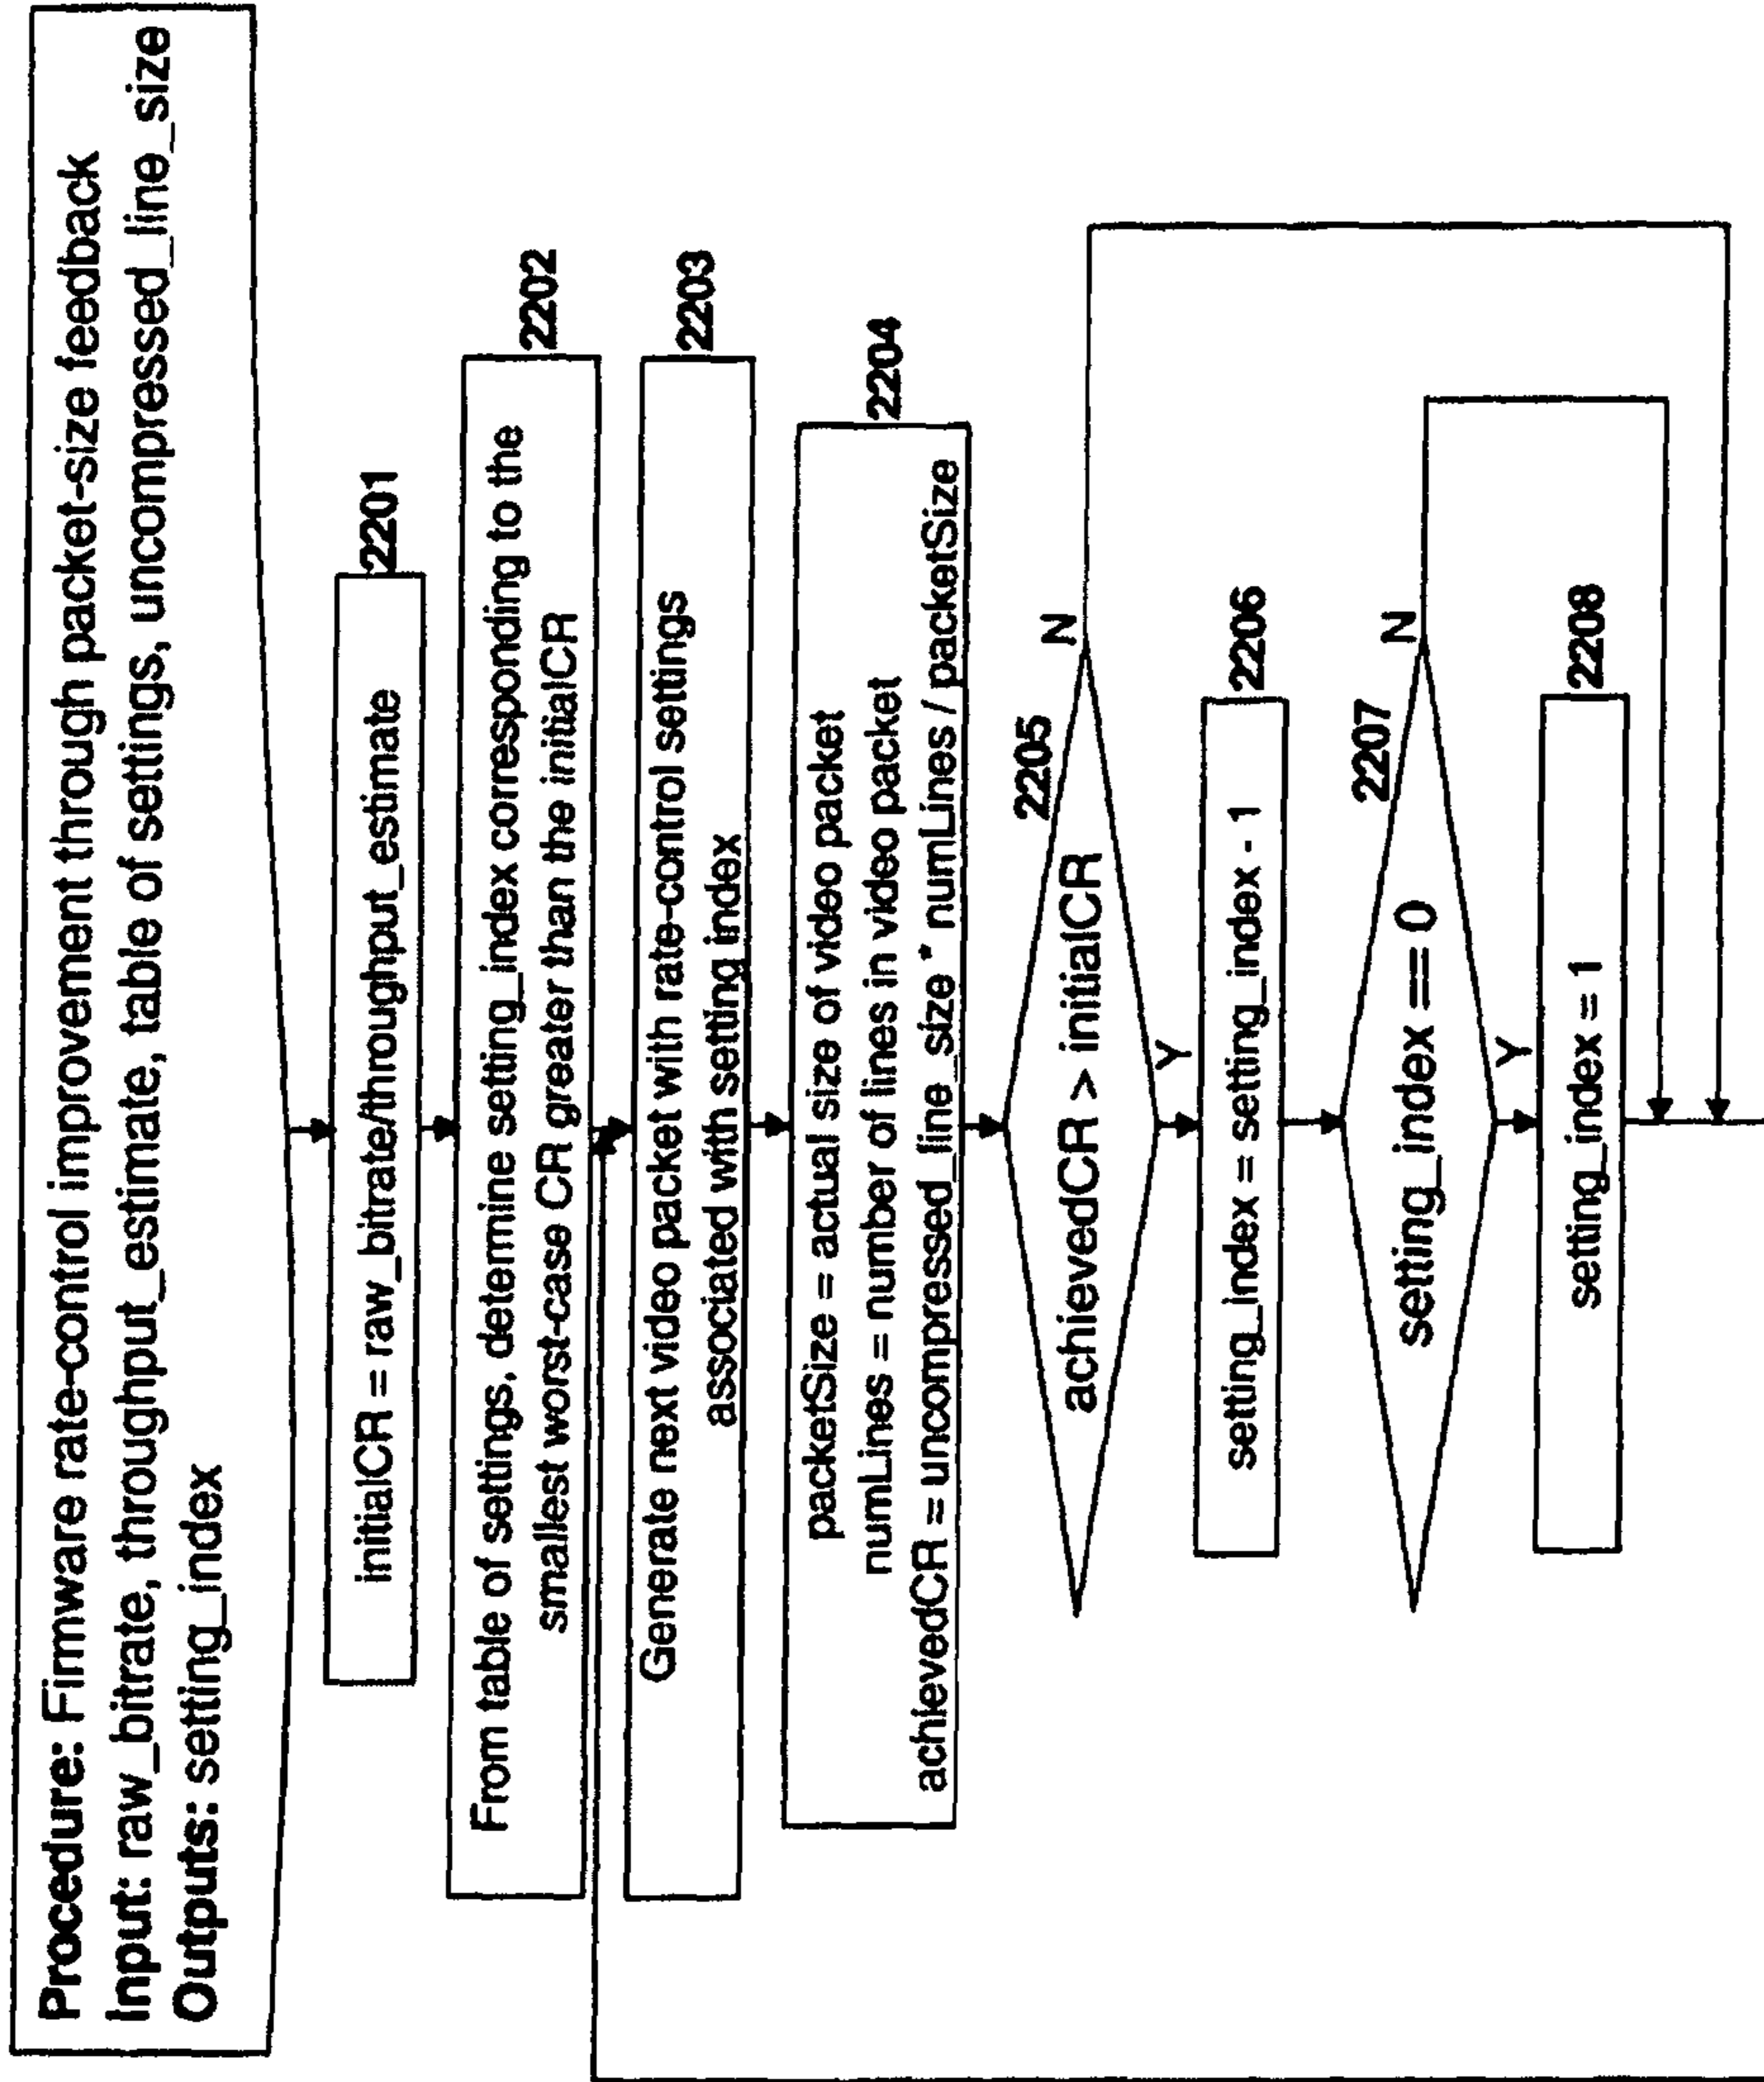 Procedure: Firmware rate-control improvement through packet-size feedback
Input: raw_bitrate, throughput_estimate, table of settings, uncompressed_line_size
Outputs: setting_index
2201
initialCR = raw_bitrate/throughput_estimate
2202
From table of settings, determine setting_index corresponding to the
smallest worst-case CR greater than the initialCR
2203
Generate next video packet with rate-control settings
associated with setting index
2204
packetSize = actual size of video packet
numLines = number of lines in video packet
achievedCR = uncompressed_line_size * numLines / packetSize
2205
achievedCR > initialCR
N
Y
2206
setting_index = setting_index - 1
2207
setting_index == 0
N
Y
2208
setting_index = 1